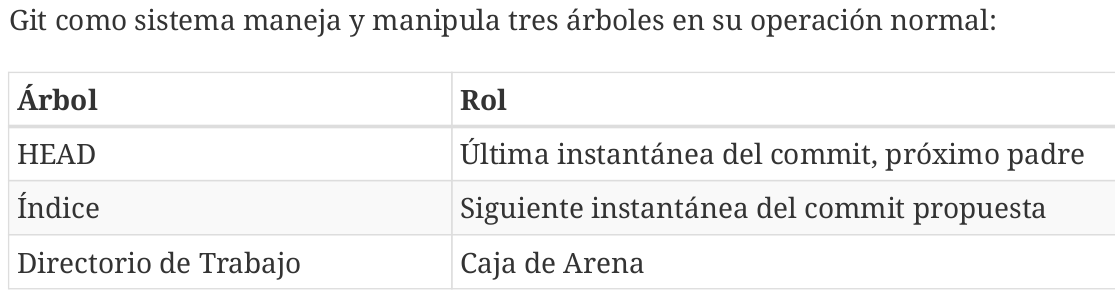 Git como sistema maneja y manipula tres árboles en su operación normal:
Árbol Rol
HEAD Última instantánea del commit, próximo padre
Índice Siguiente instantánea del commit propuesta
Directorio de Trabajo Caja de Arena